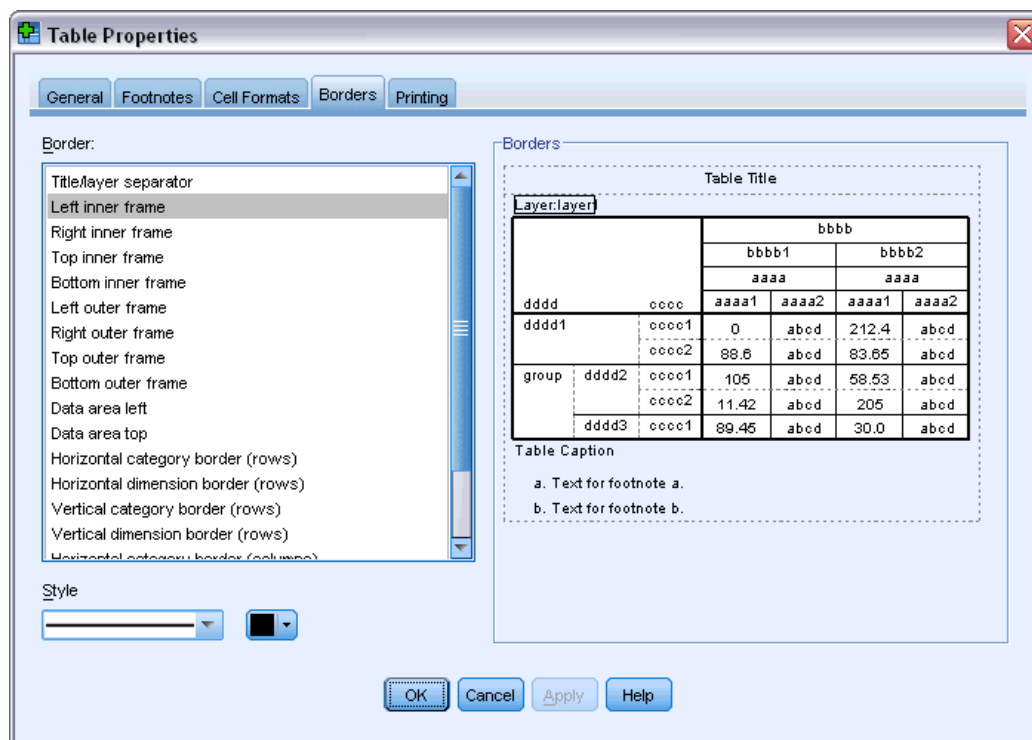 Table Properties
General Footnotes Cell Formats Borders Printing
Border:
Title/layer separator
Left inner frame
Right inner frame
Top inner frame
Bottom inner frame
Left outer frame
Right outer frame
Top outer frame
Bottom outer frame
Data area left
Data area top
Horizontal category border (rows)
Horizontal dimension border (rows)
Vertical category border (rows)
Vertical dimension border (rows)
Horizontal category border (columns)
Style
Borders
Table Title
Layer:layer1
bbbb
bbbb1 bbbb2
aaaa aaaa
dddd cccc aaaa1 aaaa2 aaaa1 aaaa2
dddd1 cccc1 0 abcd 212.4 abcd
cccc2 88.6 abcd 83.65 abcd
group dddd2 cccc1 105 abcd 58.53 abcd
cccc2 11.42 abcd 205 abcd
dddd3 cccc1 89.45 abcd 30.0 abcd
Table Caption
a. Text for footnote a.
b. Text for footnote b.
OK Cancel Apply Help